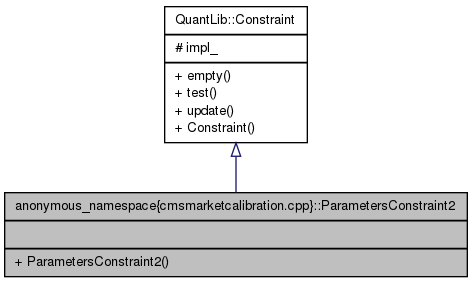 QuantLib::Constraint
# impl_
+ empty()
+ test()
+ update()
+ Constraint()
anonymous_namespace{cmsmarketcalibration.cpp}::ParametersConstraint2
+ ParametersConstraint2()